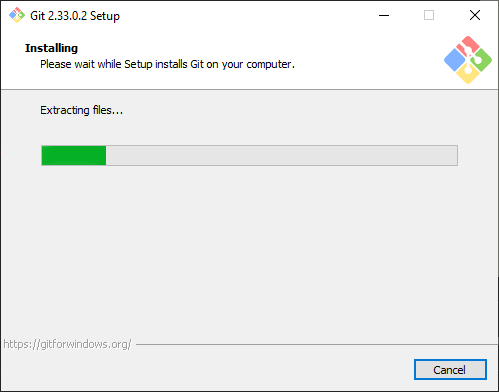 Git 2.33.0.2 Setup
Installing
Please wait while Setup installs Git on your computer.
Extracting files...
https://gitforwindows.org/
Cancel